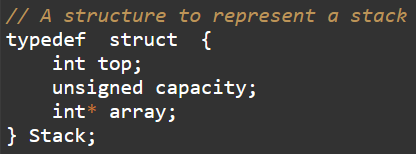 // A structure to represent a stack
typedef  struct  {
    int top;
    unsigned capacity;
    int* array;
} Stack;